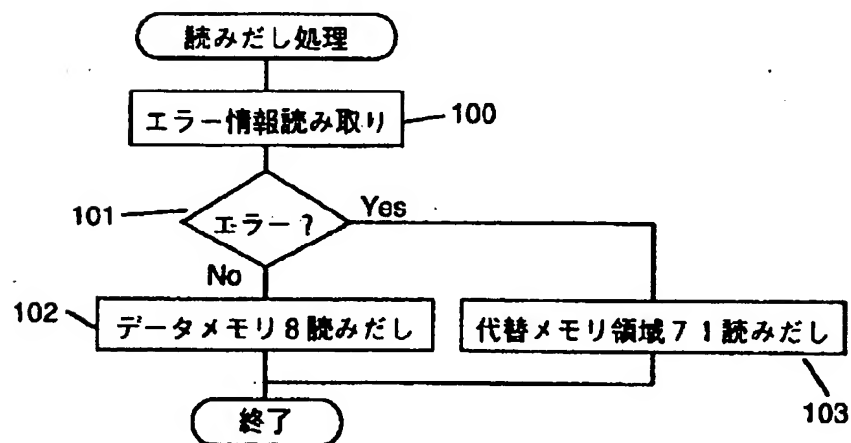 読みだし処理
エラー情報読み取り
100
101
エラー?
Yes
No
102
データメモリ8読みだし
代替メモリ領域71読みだし
103
終了